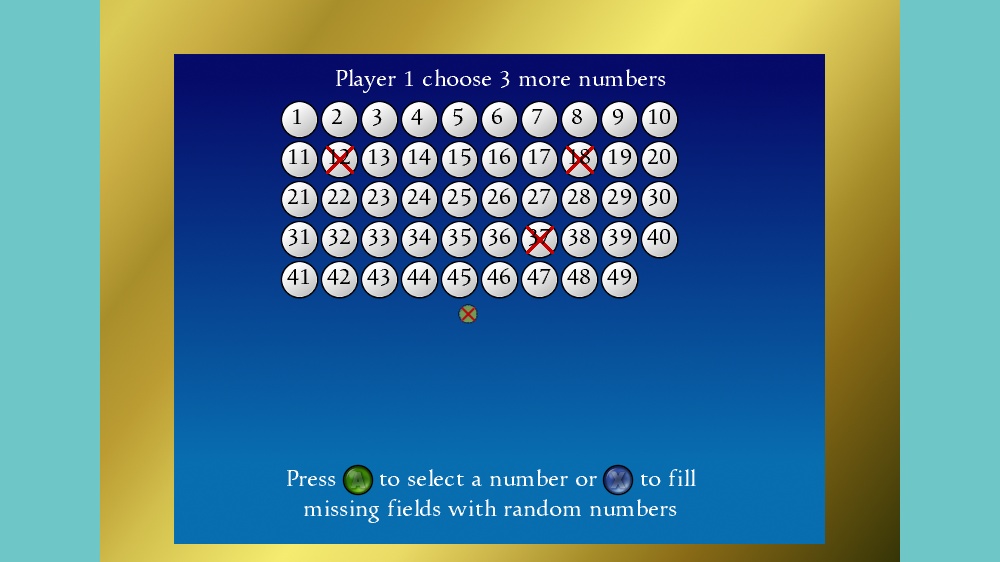 Player 1 choose 3 more numbers
1 2 3 4 5 6 7 8 9 10
11 12 13 14 15 16 17 18 19 20
21 22 23 24 25 26 27 28 29 30
31 32 33 34 35 36 37 38 39 40
41 42 43 44 45 46 47 48 49
Press A to select a number or X to fill
missing fields with random numbers